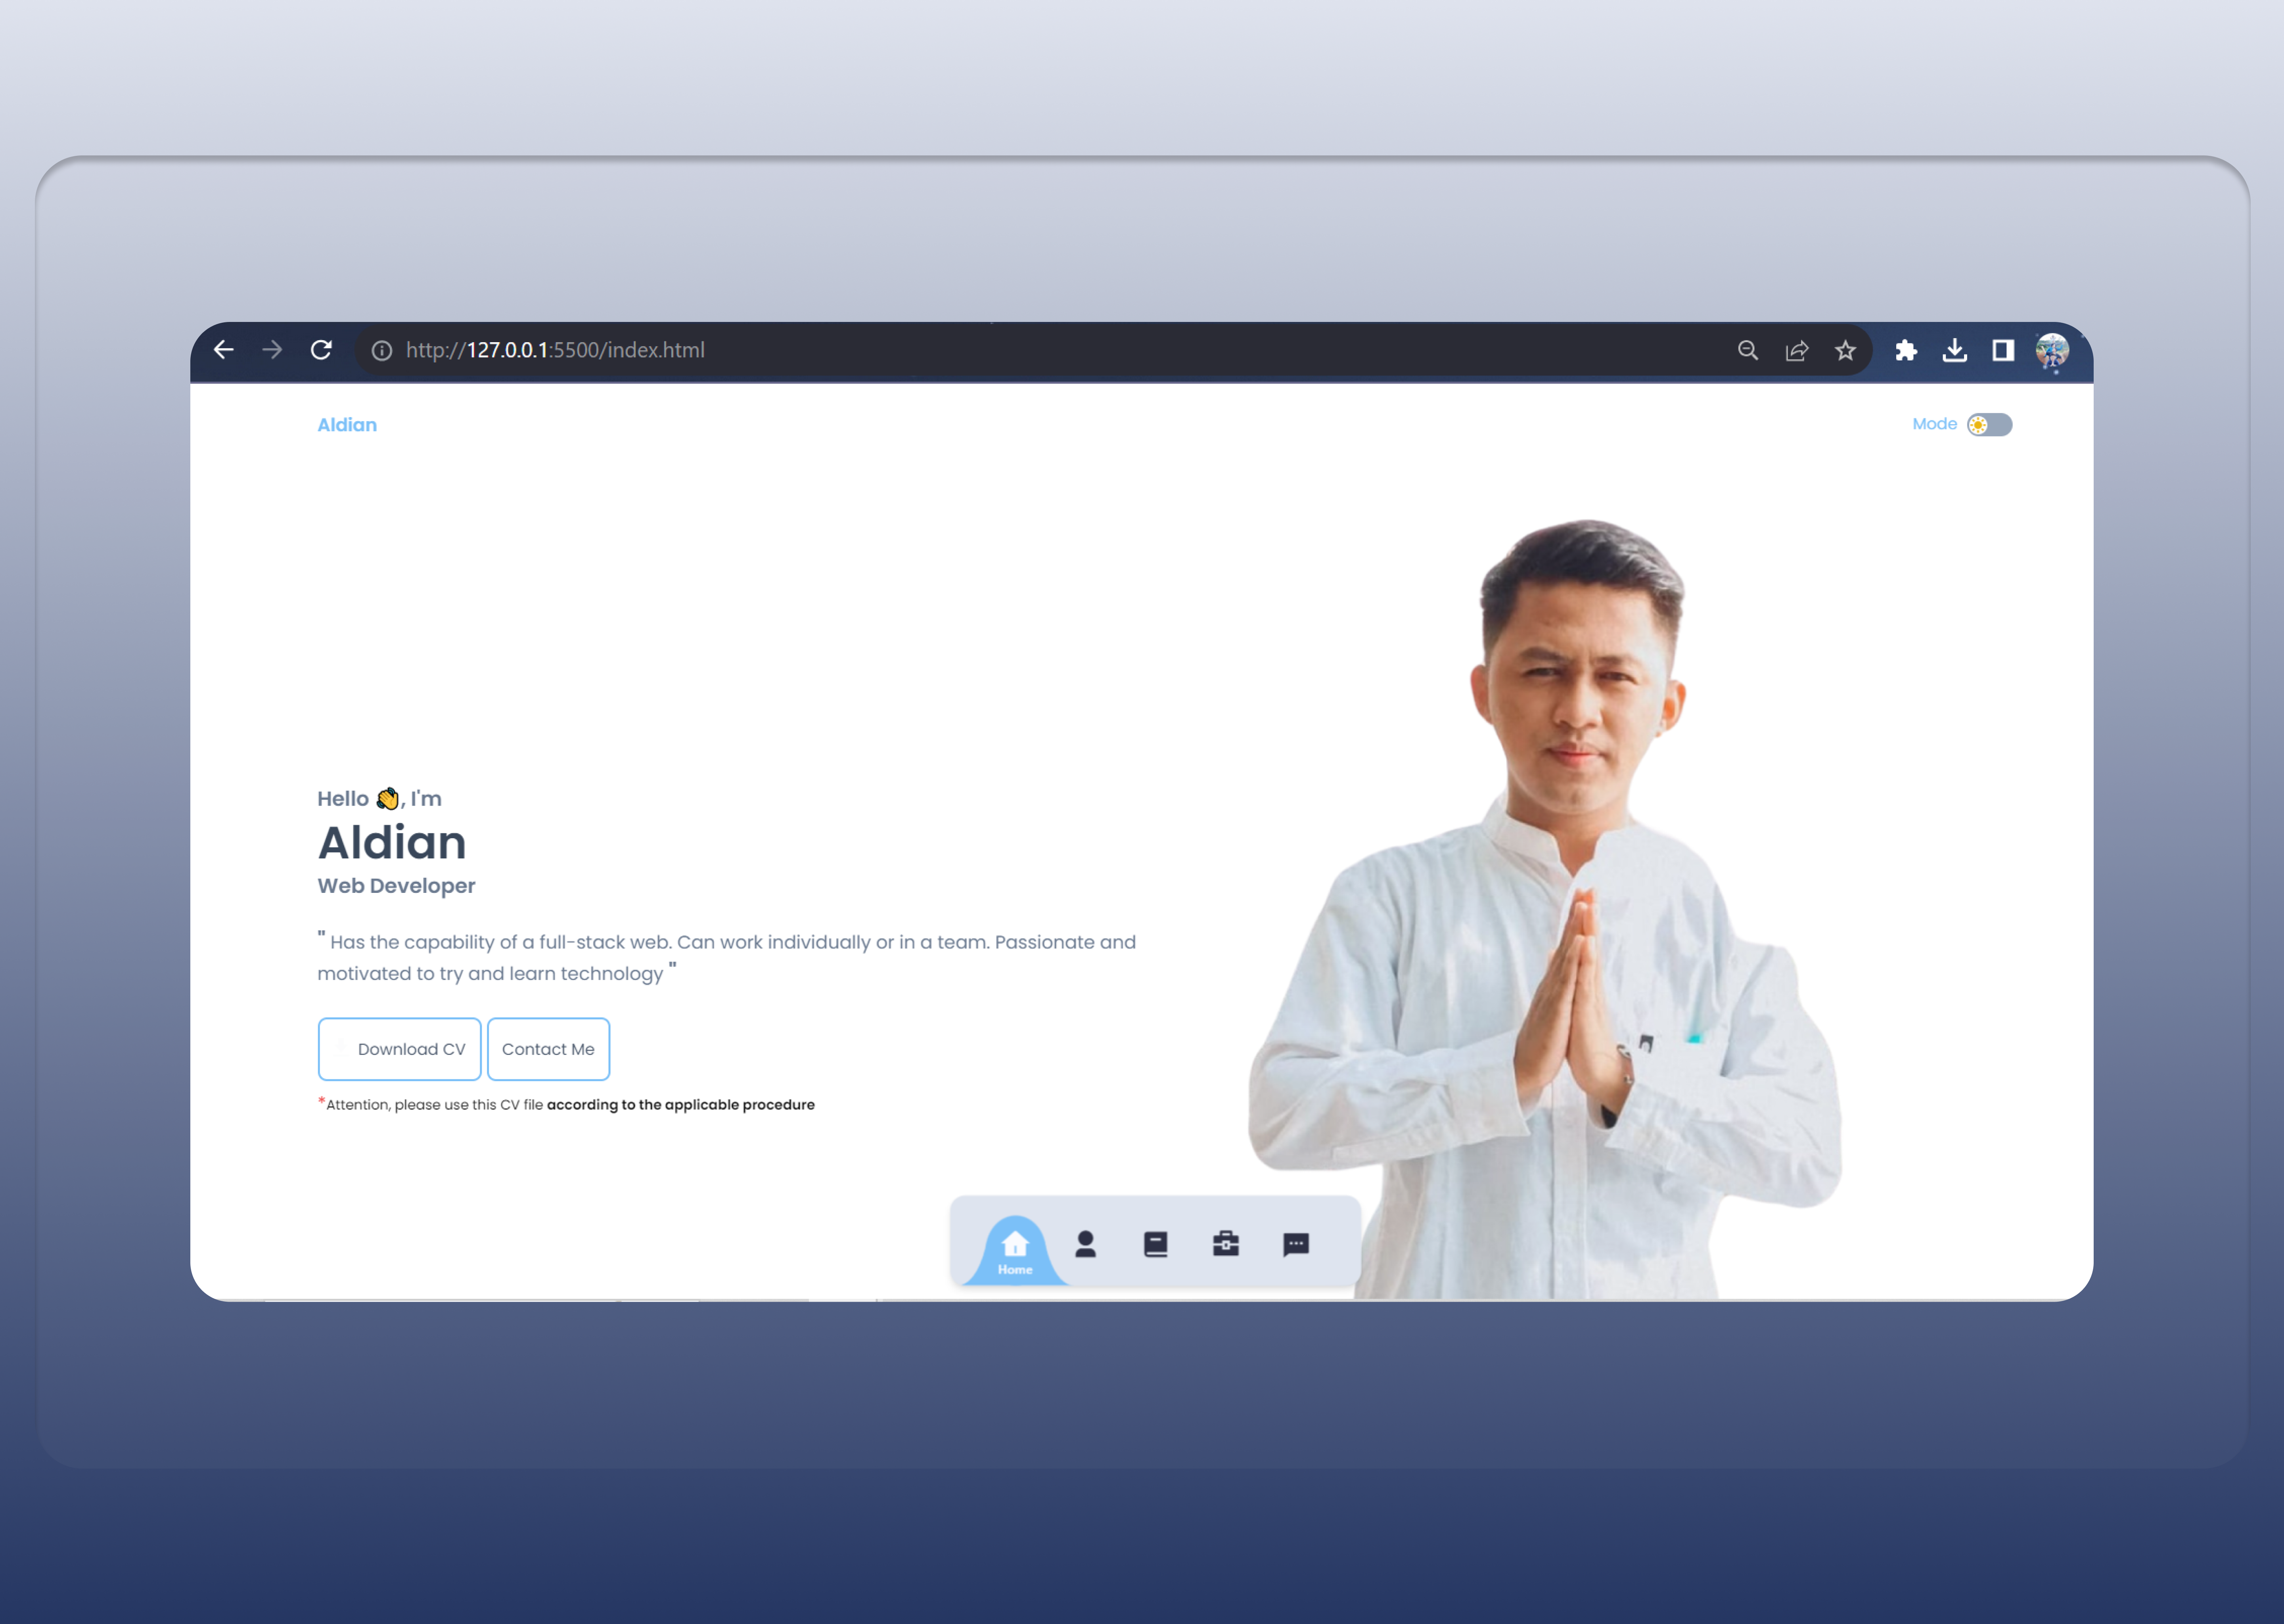 http://127.0.0.1:5500/index.html
Aldian
Mode
Hello 👋, I'm
Aldian
Web Developer
" Has the capability of a full-stack web. Can work individually or in a team. Passionate and
motivated to try and learn technology "
Download CV
Contact Me
*Attention, please use this CV file according to the applicable procedure
Home